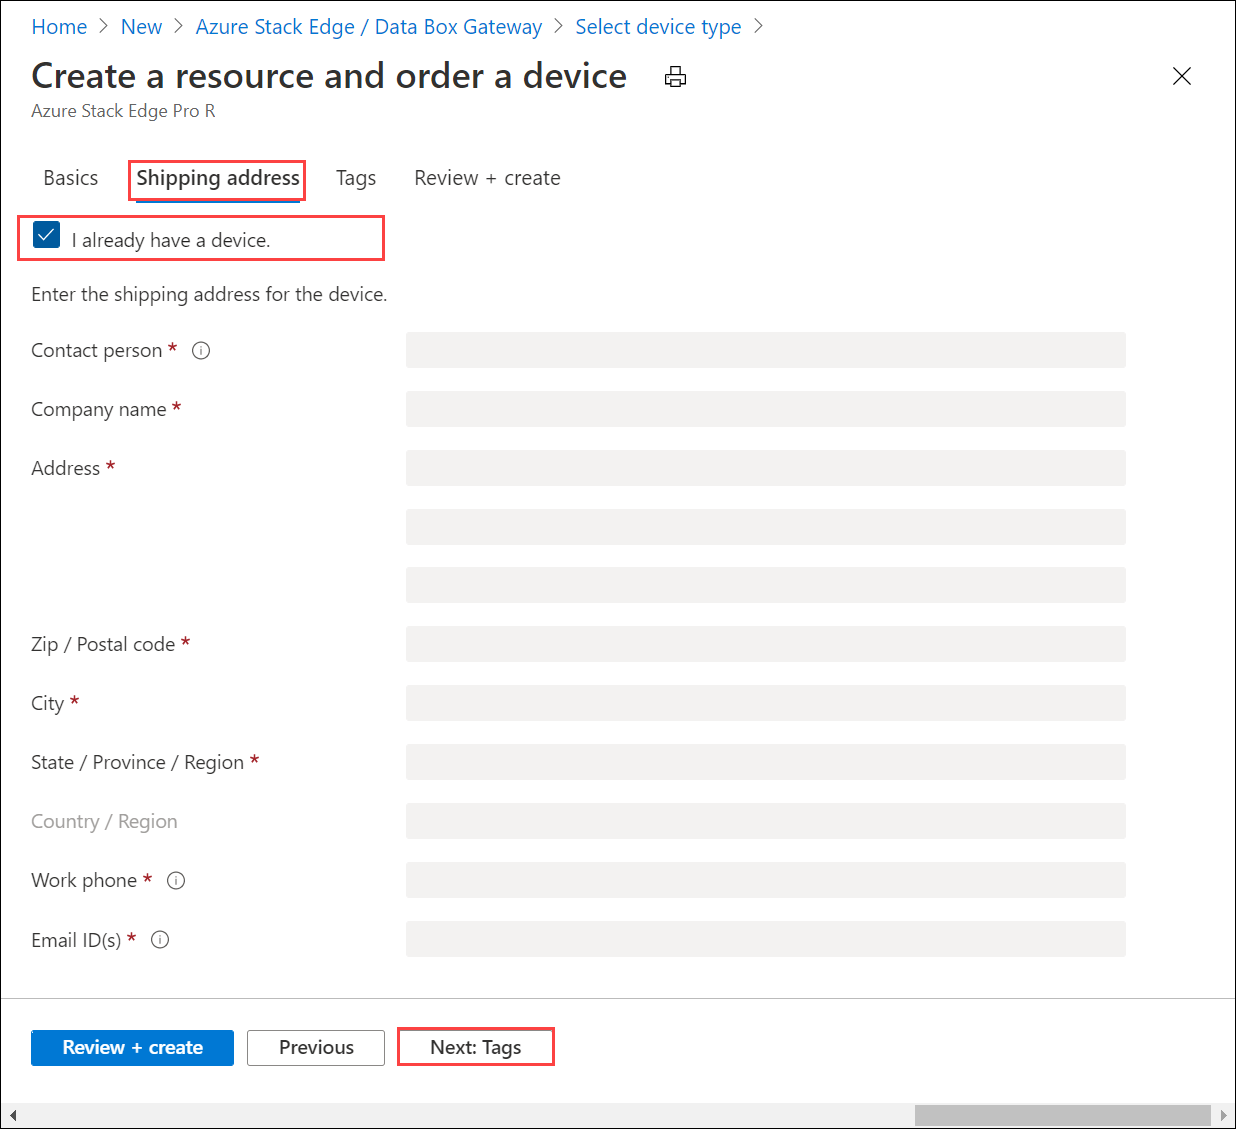 Home > New > Azure Stack Edge / Data Box Gateway > Select device type >
Create a resource and order a device
Azure Stack Edge Pro R
Basics Shipping address Tags Review + create
I already have a device.
Enter the shipping address for the device.
Contact person *
Company name *
Address *
Zip / Postal code *
City *
State / Province / Region *
Country / Region
Work phone *
Email ID(s) *
Review + create Previous Next: Tags